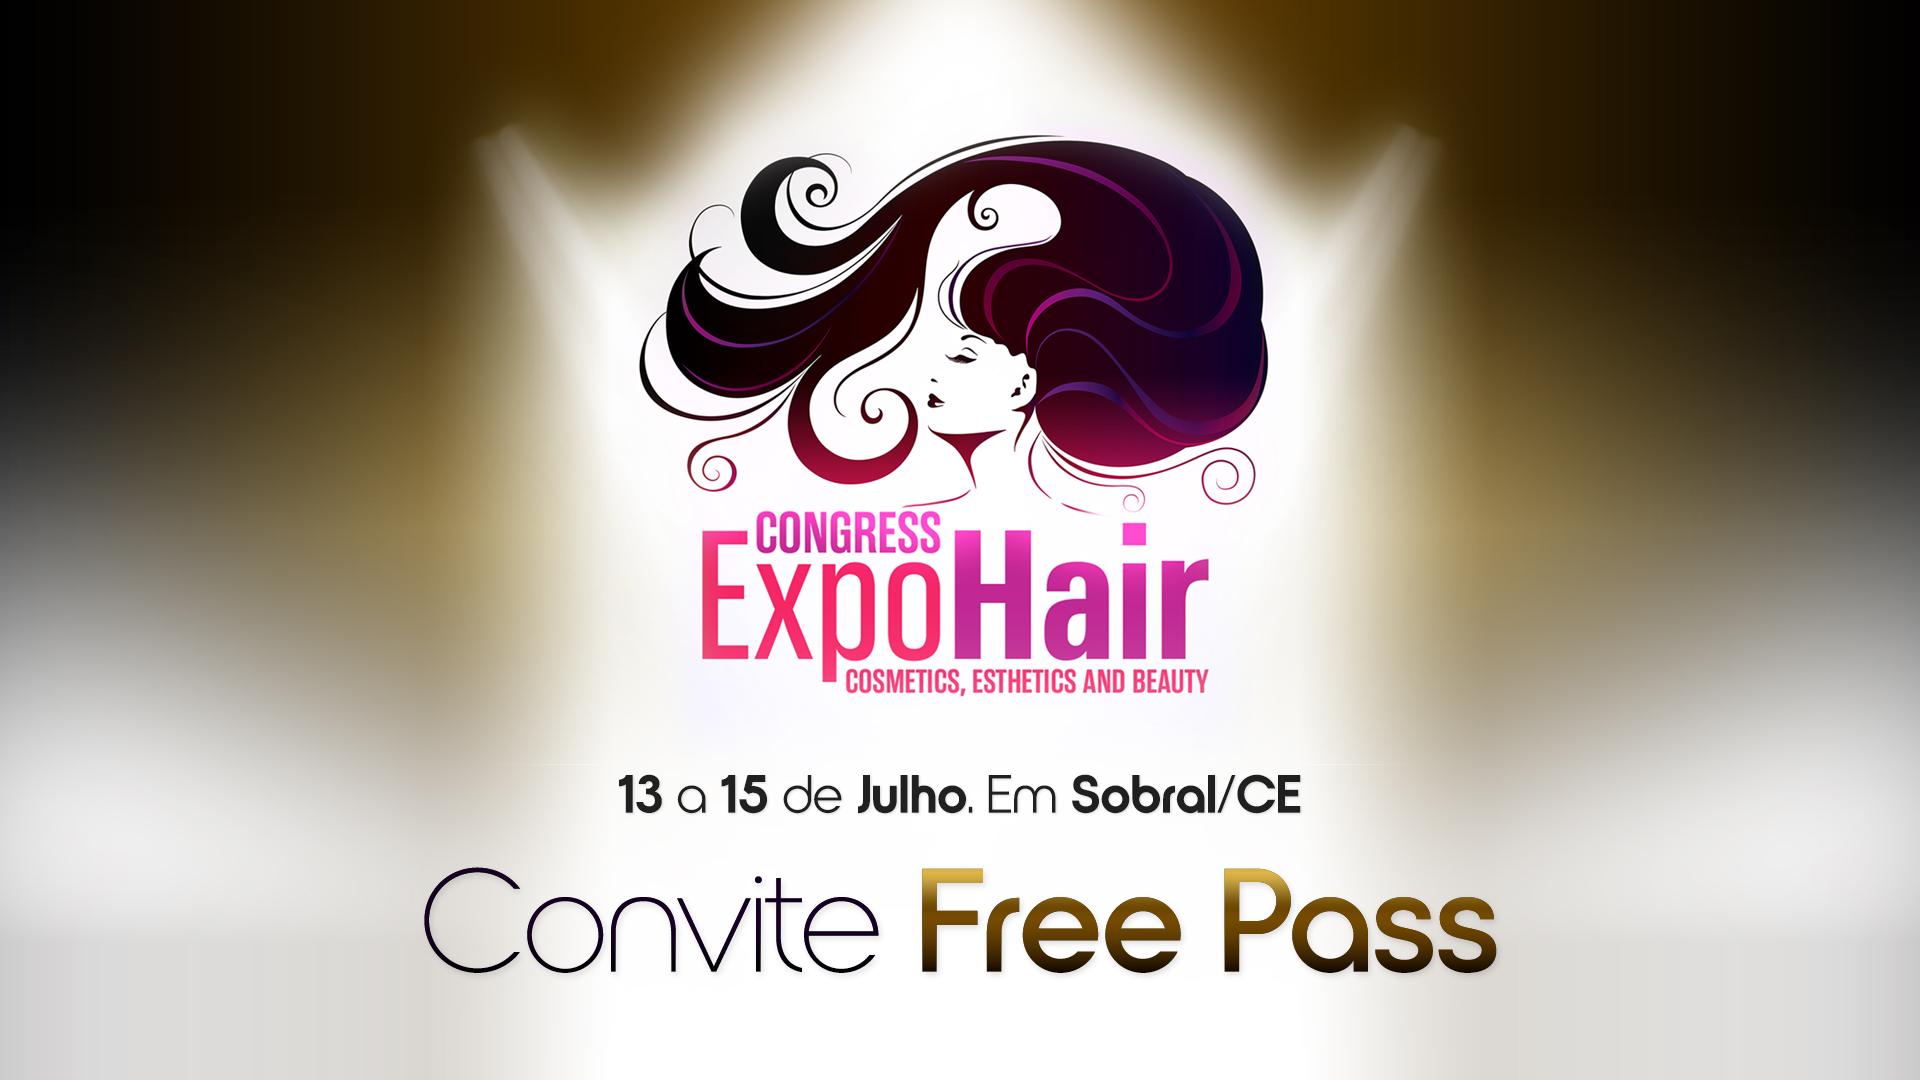 CONGRESS
ExpoHair
COSMETICS, ESTHETICS AND BEAUTY
13 a 15 de Julho. Em Sobral/CE
Convite Free Pass